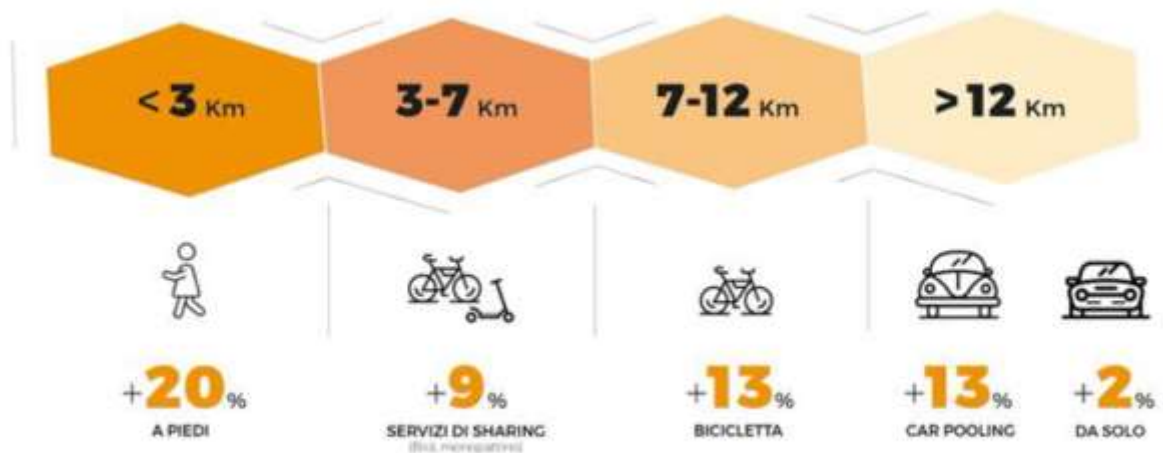 < 3 Km
3-7 Km
7-12 Km
> 12 Km
+20%
A PIEDI
+9%
SERVIZI DI SHARING
+13%
BICICLETTA
+13%
CAR POOLING
+2%
DA SOLO